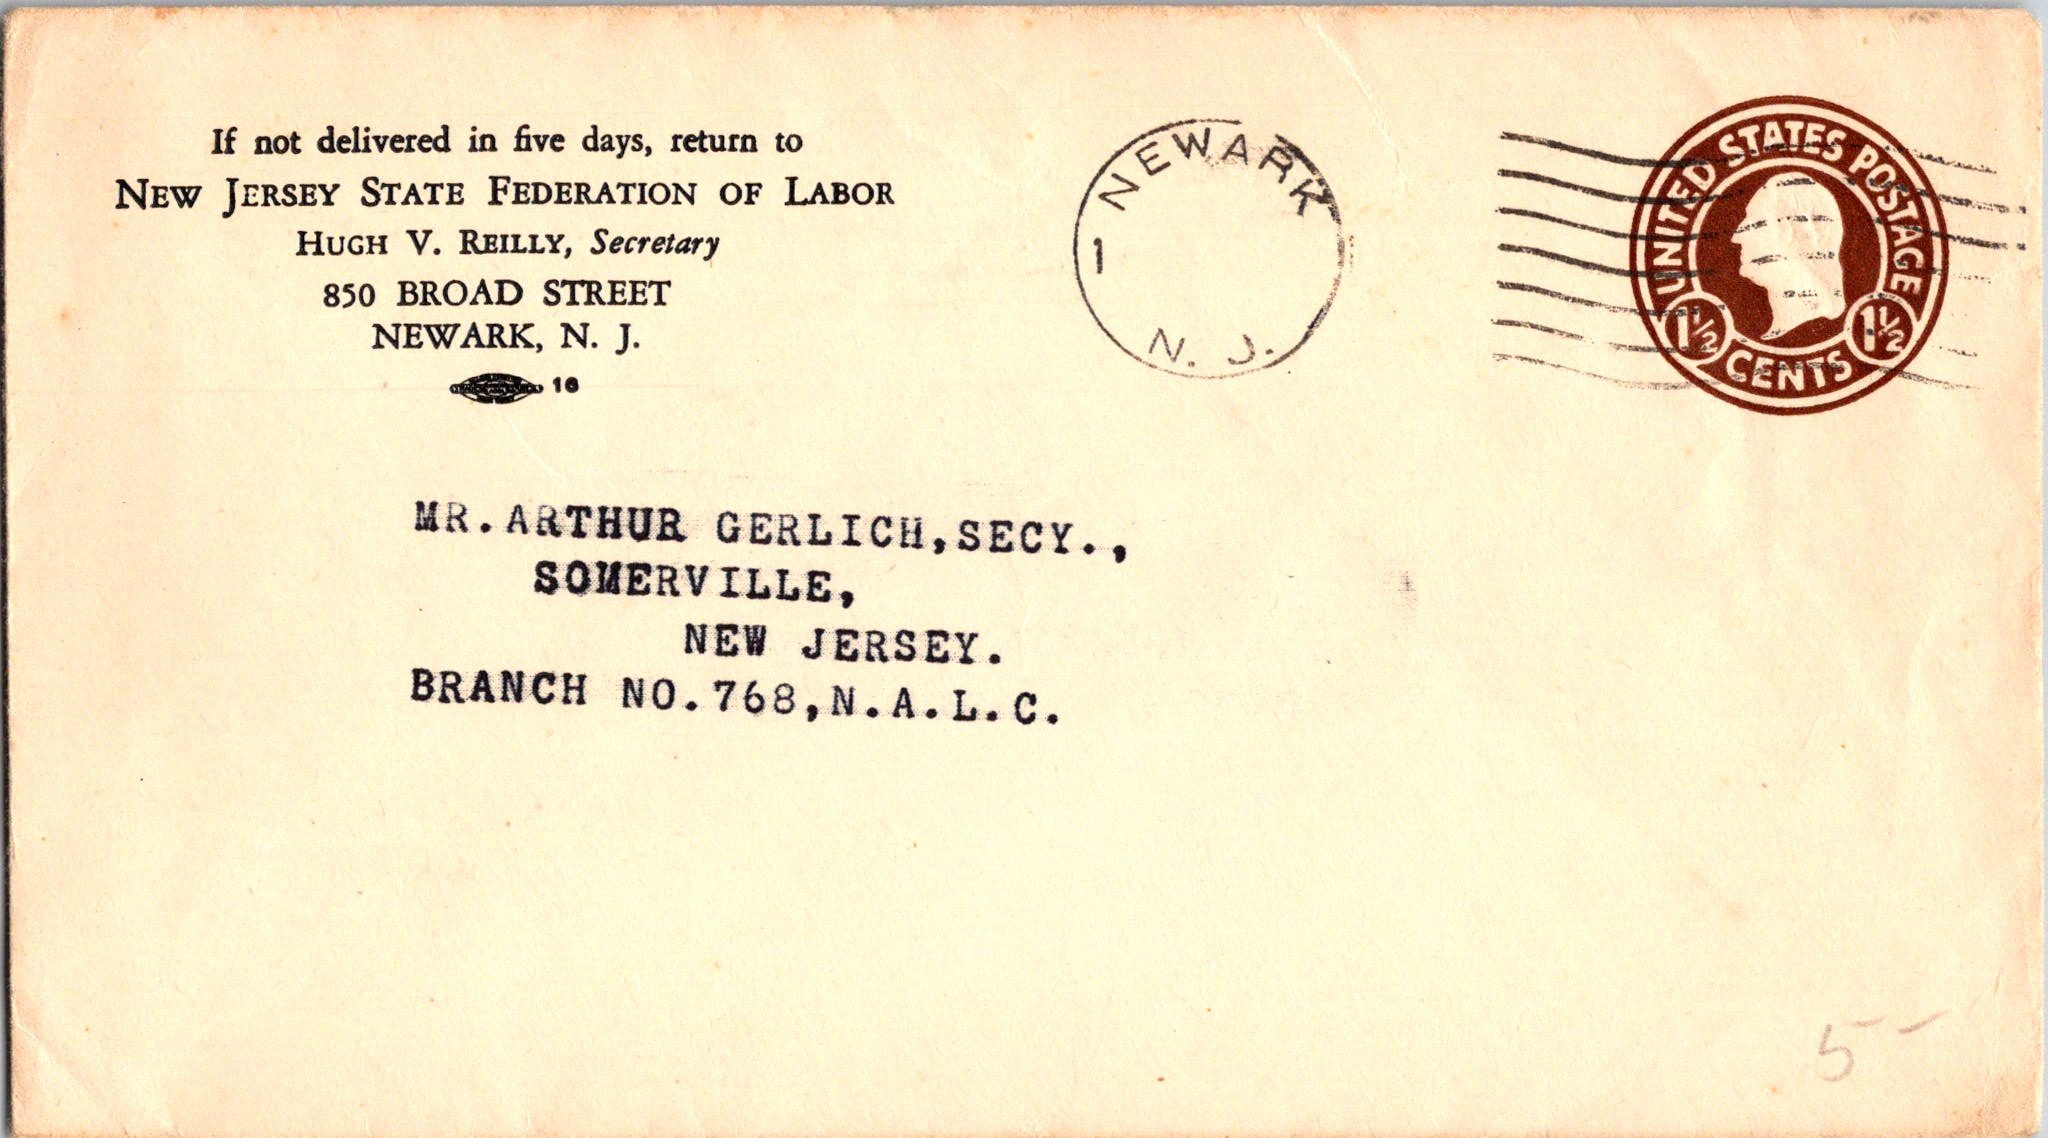 If not delivered in five days, return to
NEW JERSEY STATE FEDERATION OF LABOR
HUGH V. REILLY, Secretary
850 BROAD STREET
NEWARK, N. J.
16
NEWARK
1
N. J.
UNITED STATES POSTAGE
1½ 1½
CENTS
MR.ARTHUR GERLICH,SECY.,
SOMERVILLE,
NEW JERSEY.
BRANCH NO.768,N.A.L.C.
5-